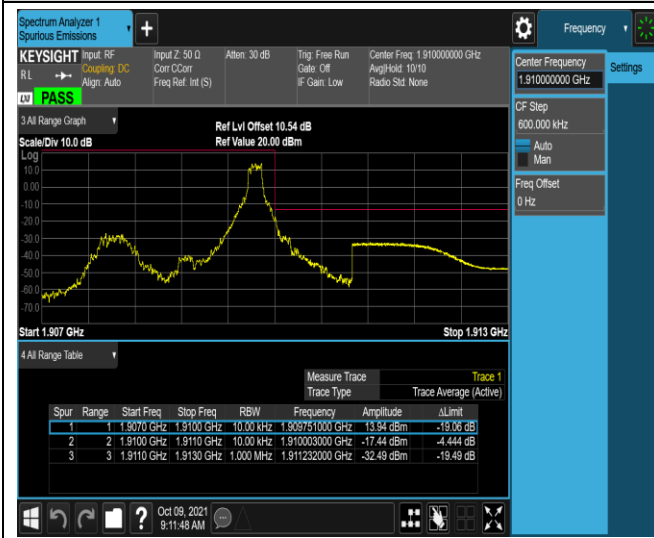 Spectrum Analyzer 1
Spurious Emissions
+
Frequency
KEYSIGHT
RL
Input: RF
Coupling: DC
Align: Auto
Input Z: 50 Ω
Corr CCorr
Freq Ref: Int (S)
Atten: 30 dB
Trig: Free Run
Gate: Off
IF Gain: Low
Center Freq: 1.910000000 GHz
Avg|Hold: 10/10
Radio Std: None
LXI PASS
Center Frequency
1.910000000 GHz
Settings
CF Step
600.000 kHz
Auto
Man
Freq Offset
0 Hz
3 All Range Graph
Scale/Div 10.0 dB
Ref Lvl Offset 10.54 dB
Ref Value 20.00 dBm
Log
10.0
0.00
-10.0
-20.0
-30.0
-40.0
-50.0
-60.0
-70.0
Start 1.907 GHz Stop 1.913 GHz
4 All Range Table
Measure Trace Trace 1
Trace Type Trace Average (Active)
Spur Range Start Freq Stop Freq RBW Frequency Amplitude ΔLimit
1 1 1.9070 GHz 1.9100 GHz 10.00 kHz 1.909751000 GHz 13.94 dBm -19.06 dB
2 2 1.9100 GHz 1.9110 GHz 10.00 kHz 1.910003000 GHz -17.44 dBm -4.444 dB
3 3 1.9110 GHz 1.9130 GHz 1.000 MHz 1.911232000 GHz -32.49 dBm -19.49 dB
?
Oct 09, 2021
9:11:48 AM